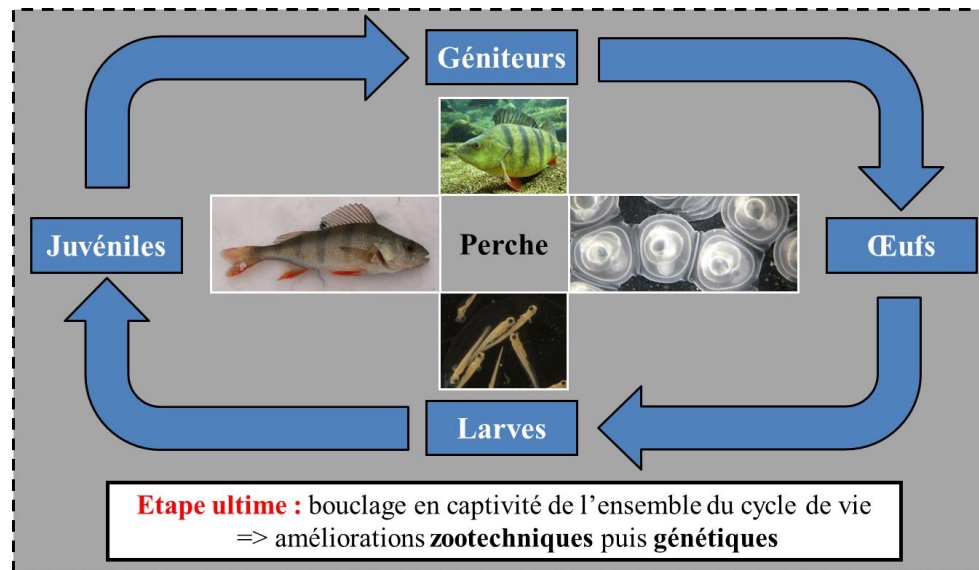 Géniteurs
Juvéniles
Perche
Œufs
Larves
Etape ultime : bouclage en captivité de l'ensemble du cycle de vie
=> améliorations zootechniques puis génétiques